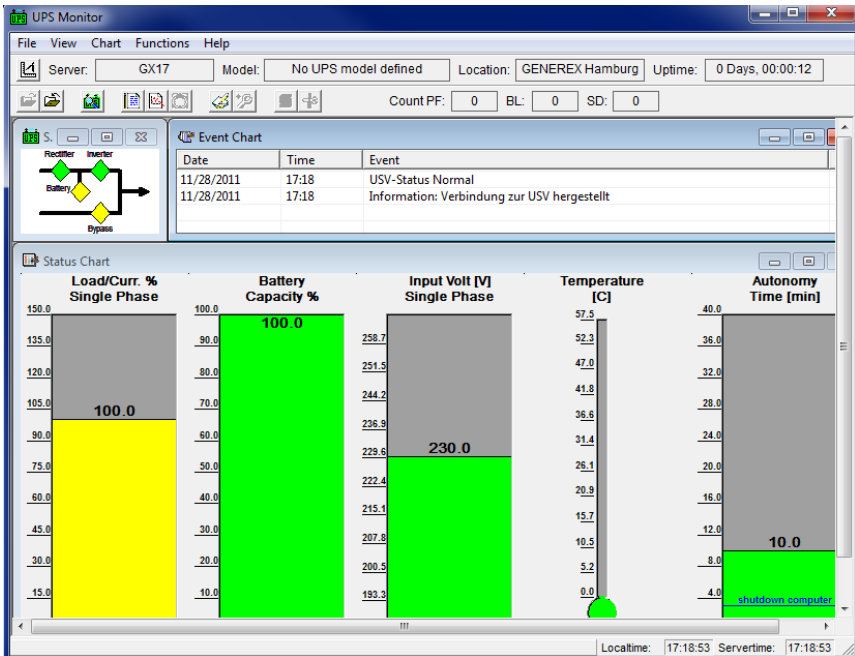 UPS Monitor
File View Chart Functions Help
Server: GX17 Model: No UPS model defined Location: GENEREX Hamburg Uptime: 0 Days, 00:00:12
Count PF: 0 BL: 0 SD: 0
S.
Rectifier Inverter
Battery
Bypass
Event Chart
Date Time Event
11/28/2011 17:18 USV-Status Normal
11/28/2011 17:18 Information: Verbindung zur USV hergestellt
Status Chart
Load/Curr. %
Single Phase
150.0
135.0
120.0
105.0
100.0
90.0
75.0
60.0
45.0
30.0
15.0
Battery
Capacity %
100.0
100.0
90.0
80.0
70.0
60.0
50.0
40.0
30.0
20.0
10.0
Input Volt [V]
Single Phase
258.7
251.5
244.2
236.9
230.0
229.6
222.4
215.1
207.8
200.5
193.3
Temperature
[C]
57.5
52.3
47.0
41.8
36.6
31.4
26.1
20.9
15.7
10.5
5.2
0.0
Autonomy
Time [min]
40.0
36.0
32.0
28.0
24.0
20.0
16.0
12.0
10.0
8.0
4.0
shutdown computer
Localtime: 17:18:53 Servertime: 17:18:53